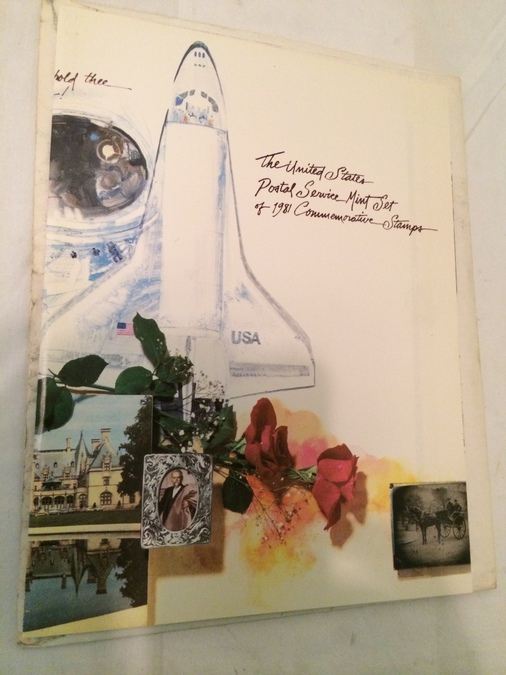 hold thee
The United States
Postal Service Mint Set
of 1981 Commemorative Stamps
USA